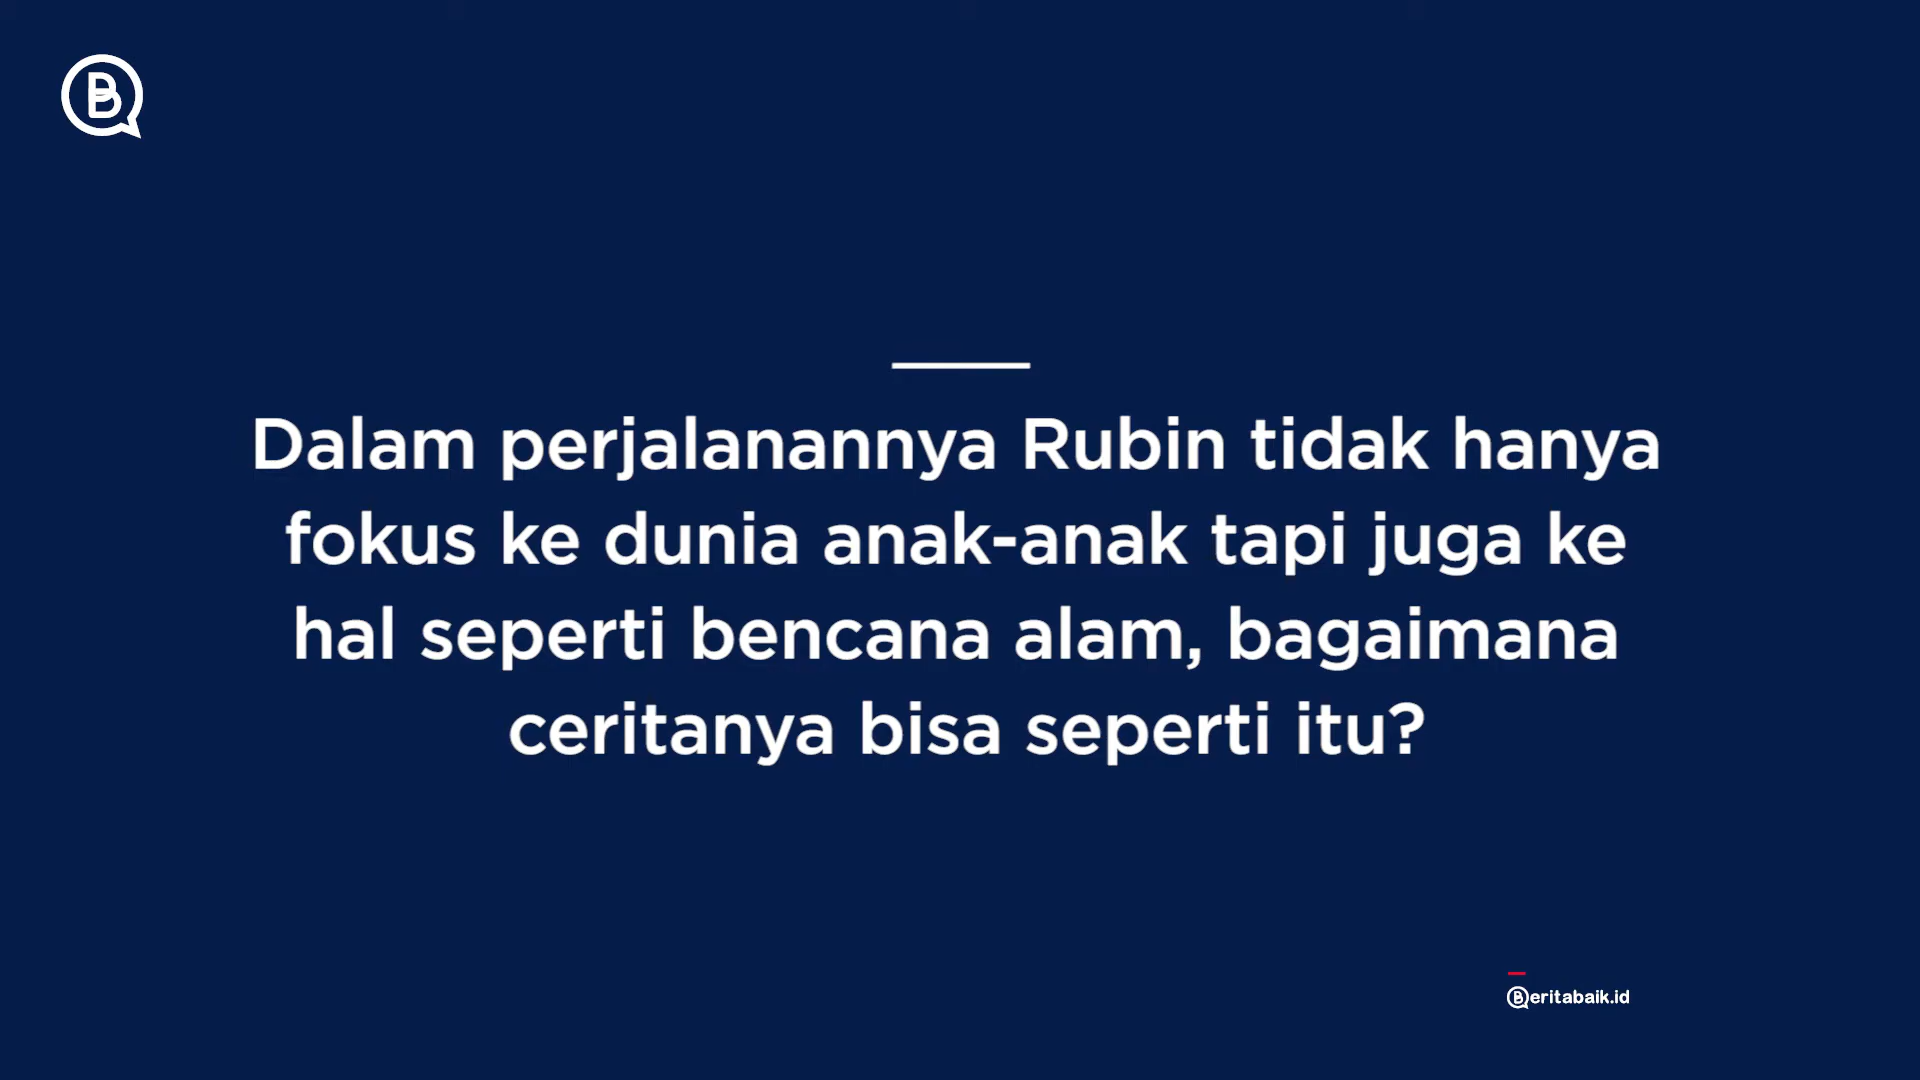 B
Dalam perjalanannya Rubin tidak hanya
fokus ke dunia anak-anak tapi juga ke
hal seperti bencana alam, bagaimana
ceritanya bisa seperti itu?
Beritabaik.id